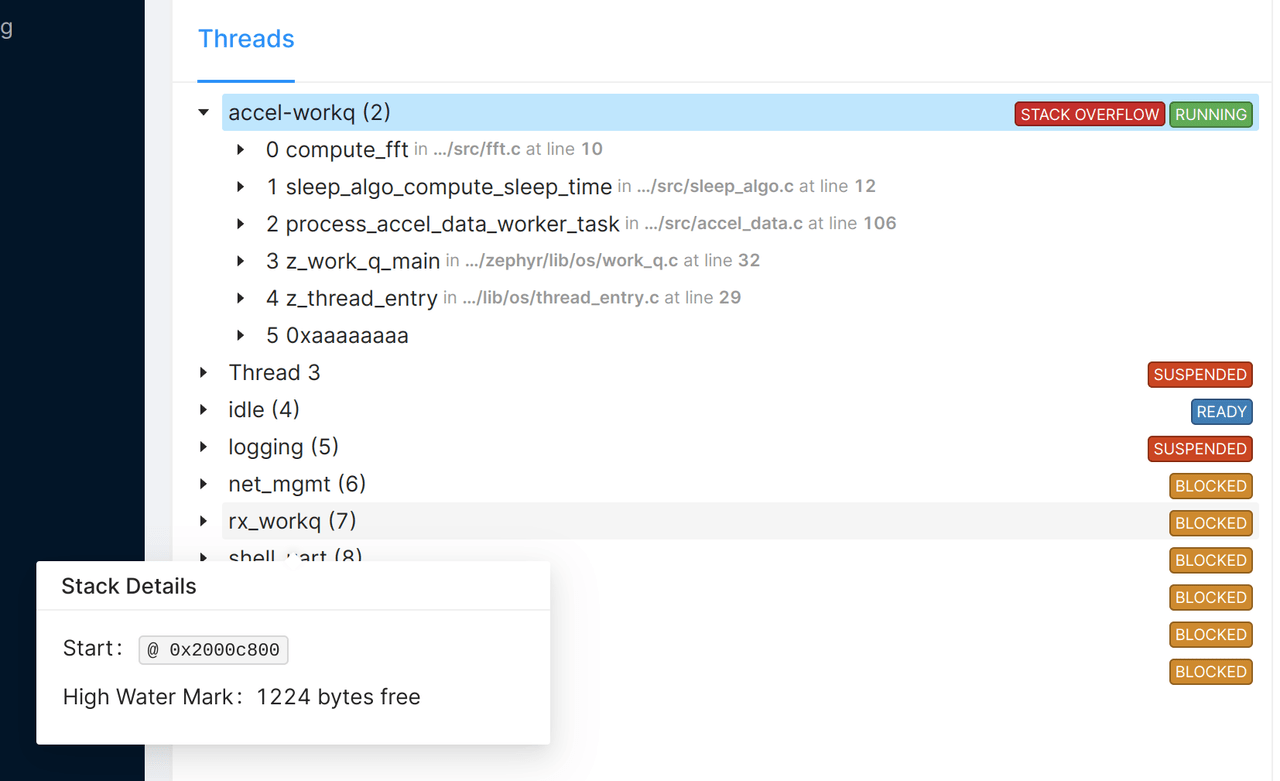 g
Threads
accel-workq (2) STACK OVERFLOW RUNNING
0 compute_fft in .../src/fft.c at line 10
1 sleep_algo_compute_sleep_time in .../src/sleep_algo.c at line 12
2 process_accel_data_worker_task in .../src/accel_data.c at line 106
3 z_work_q_main in .../zephyr/lib/os/work_q.c at line 32
4 z_thread_entry in .../lib/os/thread_entry.c at line 29
5 0xaaaaaaaa
Thread 3 SUSPENDED
idle (4) READY
logging (5) SUSPENDED
net_mgmt (6) BLOCKED
rx_workq (7) BLOCKED
shell_uart (8) BLOCKED
BLOCKED
BLOCKED
BLOCKED
Stack Details
Start: @ 0x2000c800
High Water Mark: 1224 bytes free